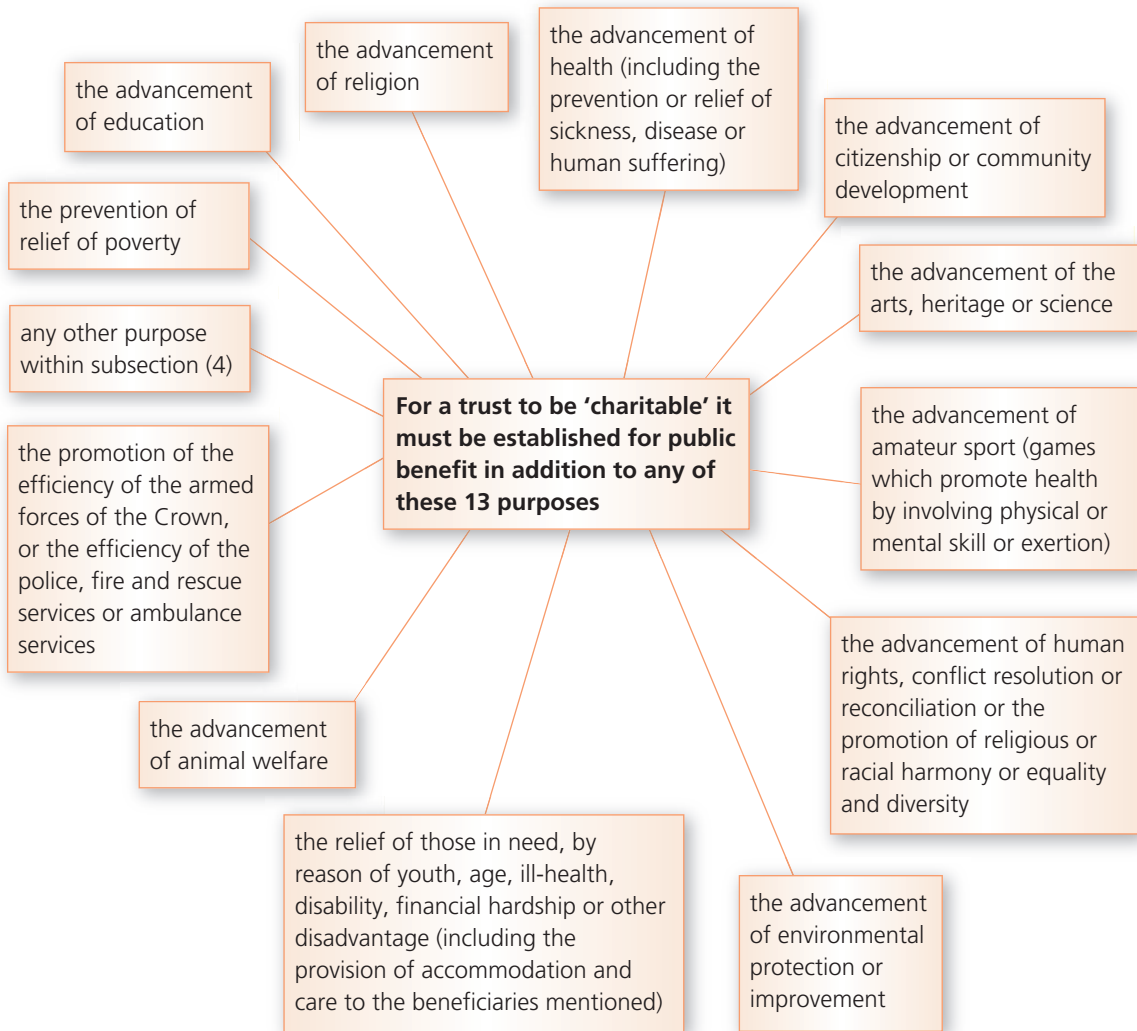 the advancement
of religion
the advancement of
health (including the
prevention or relief of
sickness, disease or
human suffering)
the advancement
of education
the advancement of
citizenship or community
development
the prevention of
relief of poverty
the advancement of the
arts, heritage or science
any other purpose
within subsection (4)
For a trust to be ‘charitable’ it
must be established for public
benefit in addition to any of
these 13 purposes
the advancement of
amateur sport (games
which promote health
by involving physical or
mental skill or exertion)
the promotion of the
efficiency of the armed
forces of the Crown,
or the efficiency of the
police, fire and rescue
services or ambulance
services
the advancement of human
rights, conflict resolution or
reconciliation or the
promotion of religious or
racial harmony or equality
and diversity
the advancement
of animal welfare
the relief of those in need, by
reason of youth, age, ill-health,
disability, financial hardship or other
disadvantage (including the
provision of accommodation and
care to the beneficiaries mentioned)
the advancement
of environmental
protection or
improvement